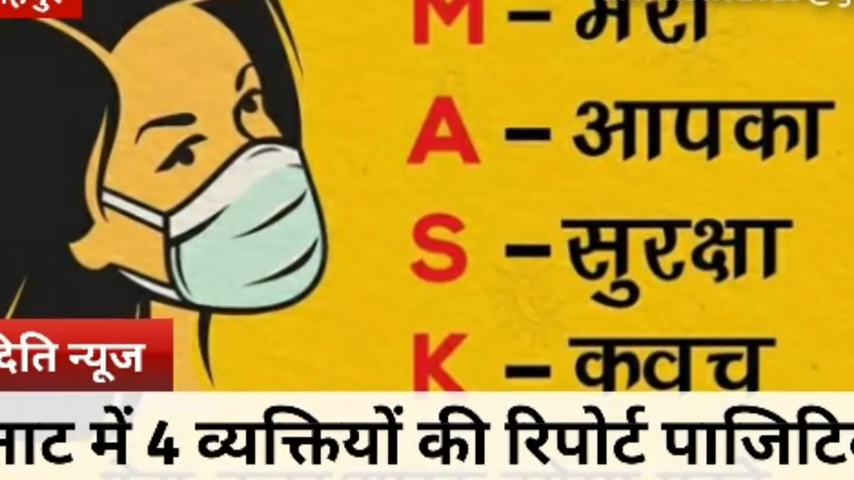 M - मेरा
A - आपका
S - सुरक्षा
K - कवच
दिति न्यूज
में 4 व्यक्तियों की रिपोर्ट